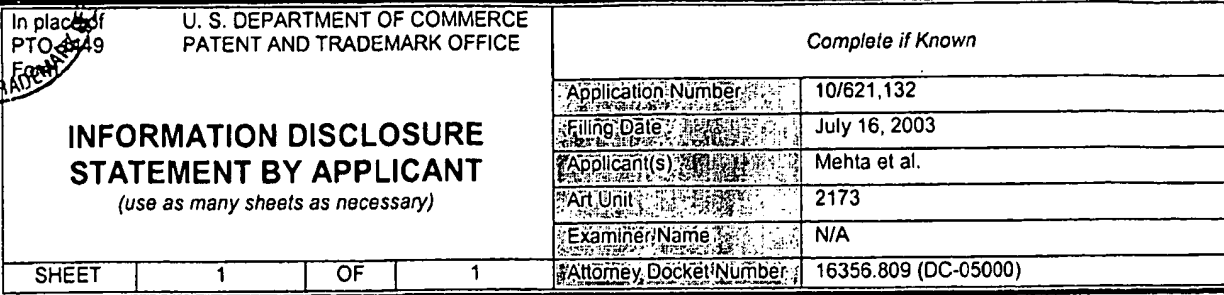 In place of
U. S. DEPARTMENT OF COMMERCE
PTO 8449
PATENT AND TRADEMARK OFFICE
Form
Complete if Known
INFORMATION DISCLOSURE
STATEMENT BY APPLICANT
(use as many sheets as necessary)
Application Number
10/621,132
Filing Date
July 16, 2003
Applicant(s)
Mehta et al.
Art Unit
2173
Examiner Name
N/A
SHEET 1 OF 1
Attorney Docket Number
16356.809 (DC-05000)